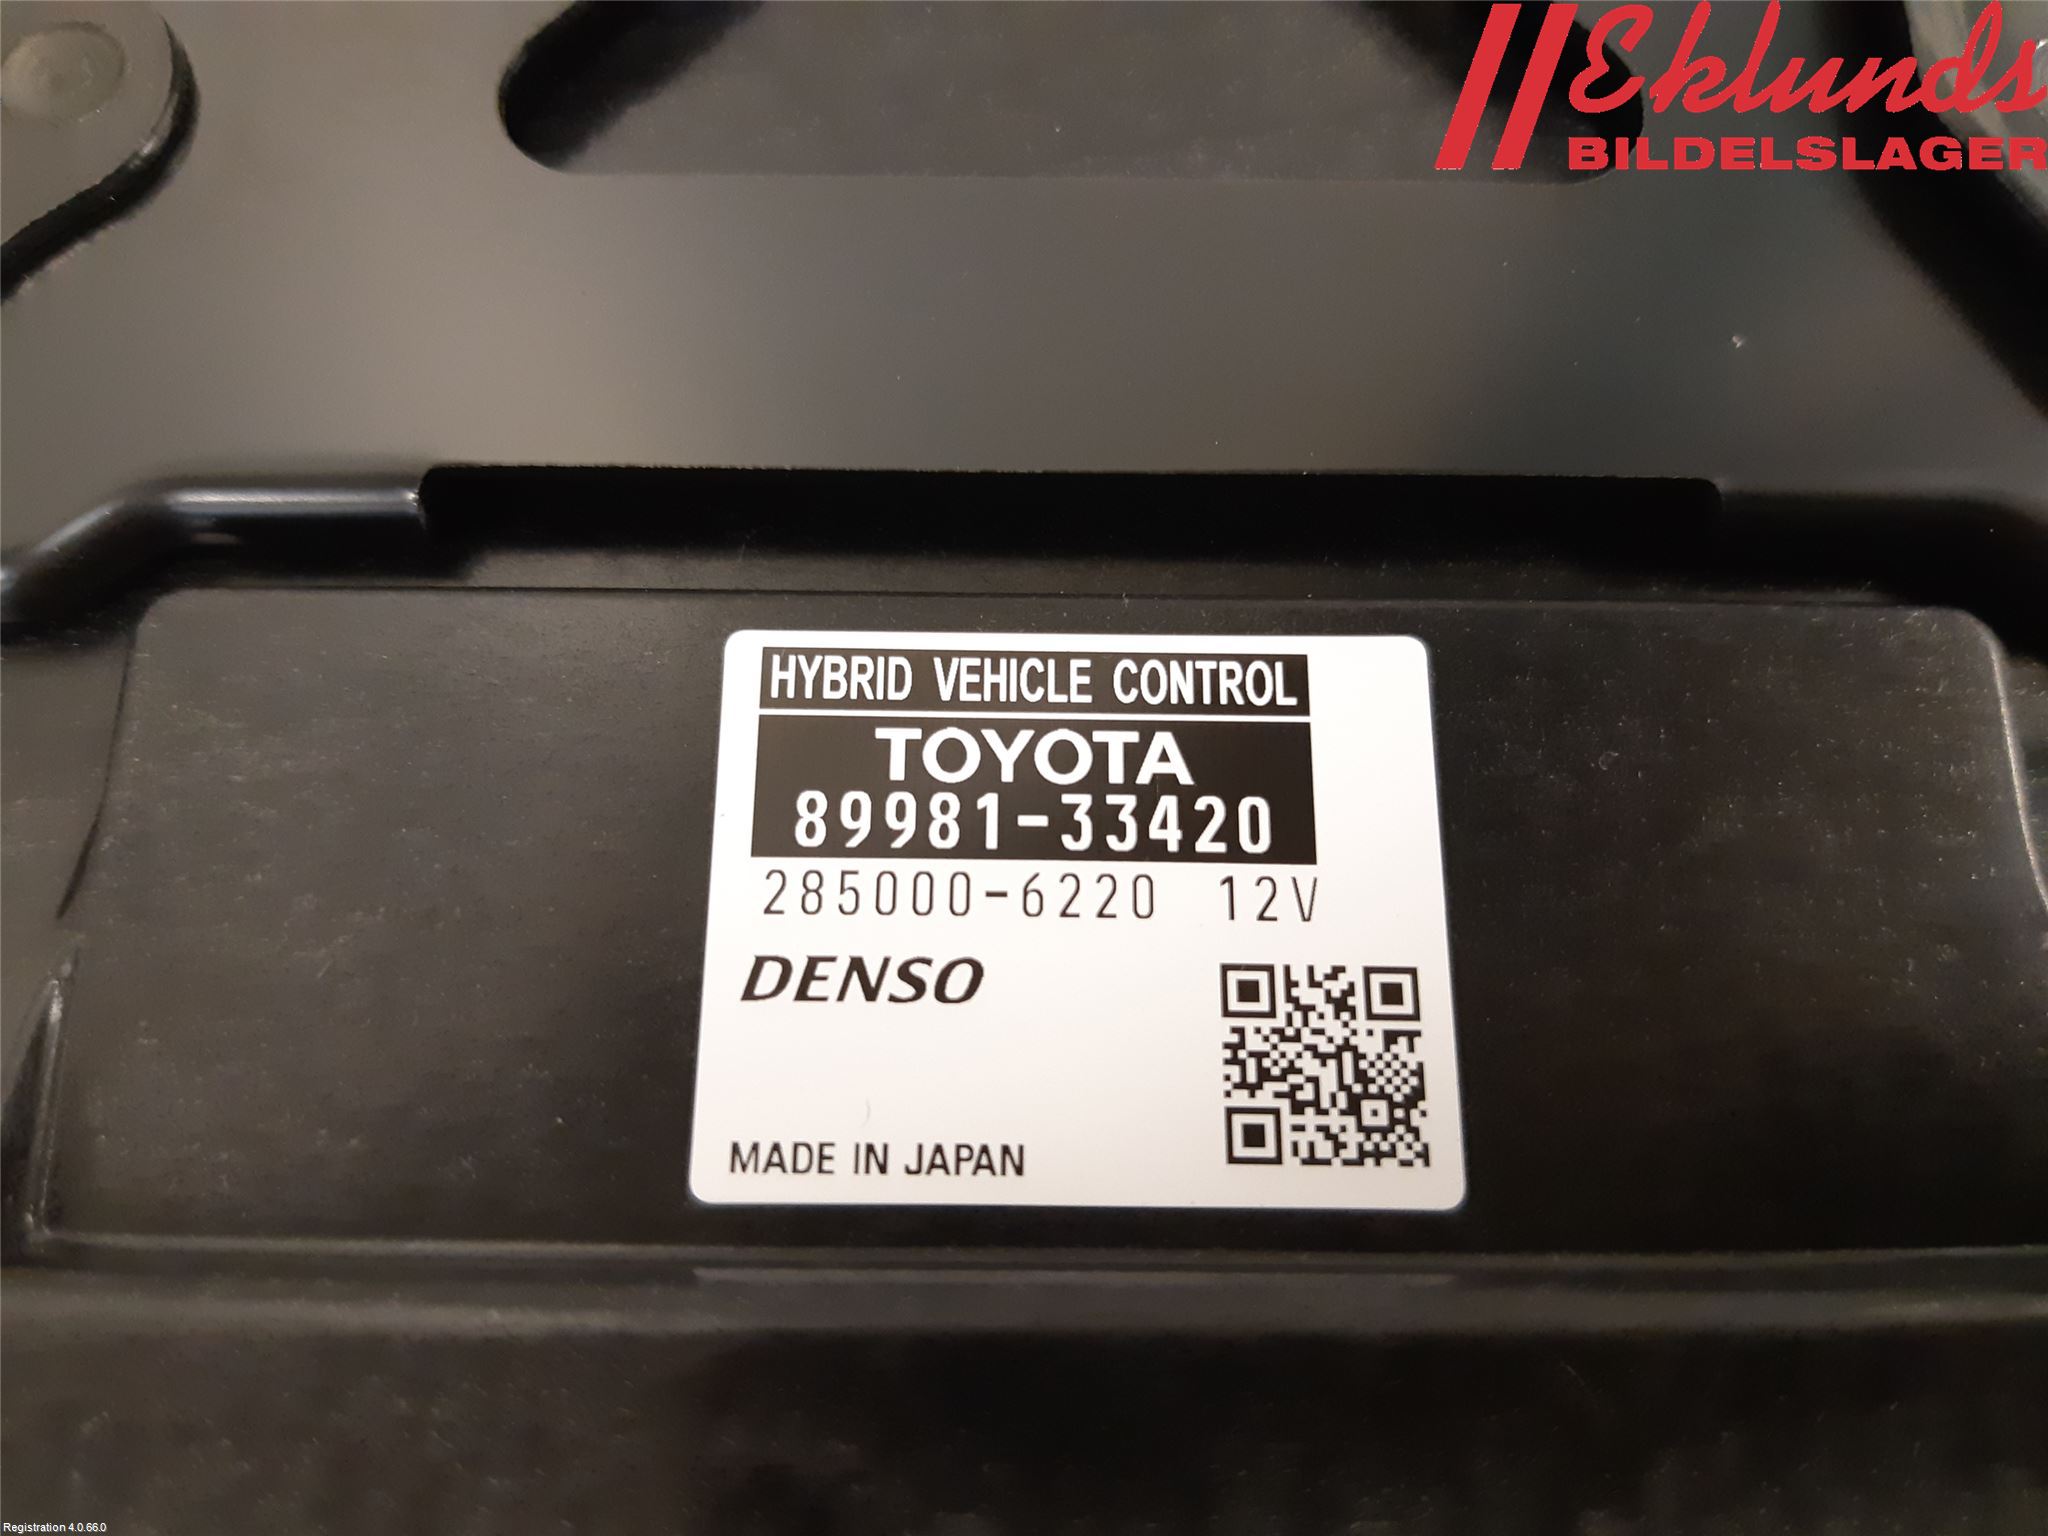 Eklunds
BILDELSLAGER
HYBRID VEHICLE CONTROL
TOYOTA
89981-33420
285000-6220 12V
DENSO
MADE IN JAPAN
Registration 4.0.66.0